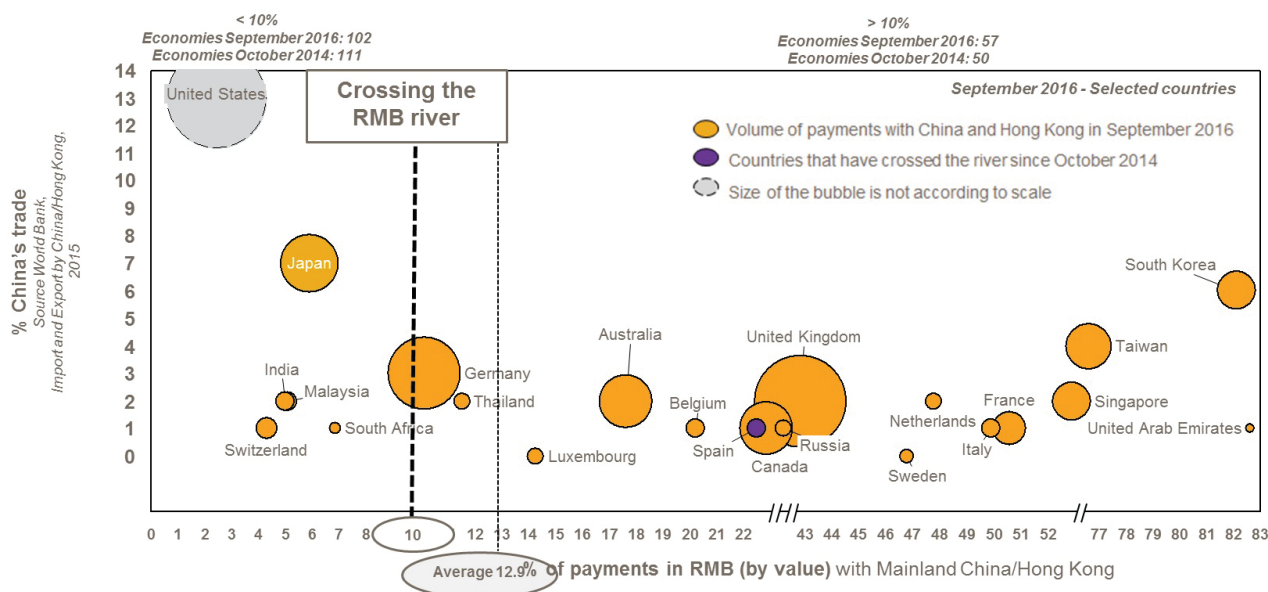 < 10%
Economies September 2016: 102
Economies October 2014: 111
> 10%
Economies September 2016: 57
Economies October 2014: 50
Crossing the
RMB river
September 2016 - Selected countries
Volume of payments with China and Hong Kong in September 2016
Countries that have crossed the river since October 2014
Size of the bubble is not according to scale
% China's trade
Source World Bank,
Import and Export by China/Hong Kong,
2015
14
13
12
11
10
9
8
7
6
5
4
3
2
1
0
United States
Japan
South Korea
Australia
United Kingdom
Taiwan
India
Germany
Malaysia
Thailand
Belgium
Netherlands
France
Singapore
South Africa
United Arab Emirates
Switzerland
Luxembourg
Spain
Russia
Canada
Italy
Sweden
0 1 2 3 4 5 6 7 8 10 12 13 14 15 16 17 18 19 20 21 22 43 44 45 46 47 48 49 50 51 52 77 78 79 80 81 82 83
Average 12.9%
% of payments in RMB (by value) with Mainland China/Hong Kong